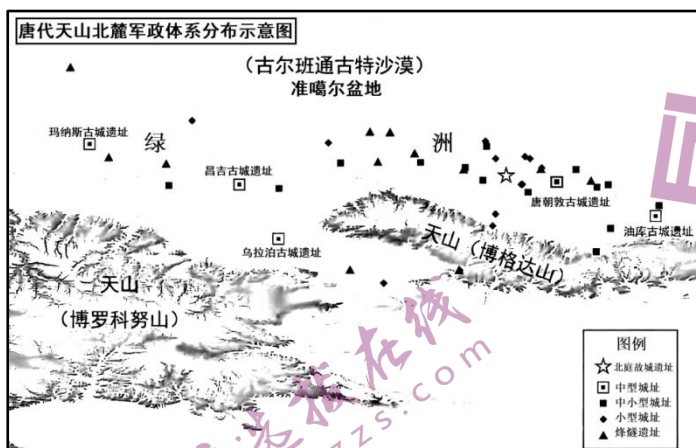 唐代天山北麓军政体系分布示意图
（古尔班通古特沙漠）
准噶尔盆地
玛纳斯古城遗址
绿
洲
昌吉古城遗址
唐朝敦古城遗址
油库古城遗址
乌拉泊古城遗址
天山（博格达山）
天山
（博罗科努山）
图例
北庭故城遗址
中型城址
中小型城址
小型城址
烽燧遗址
在线
zzs.com